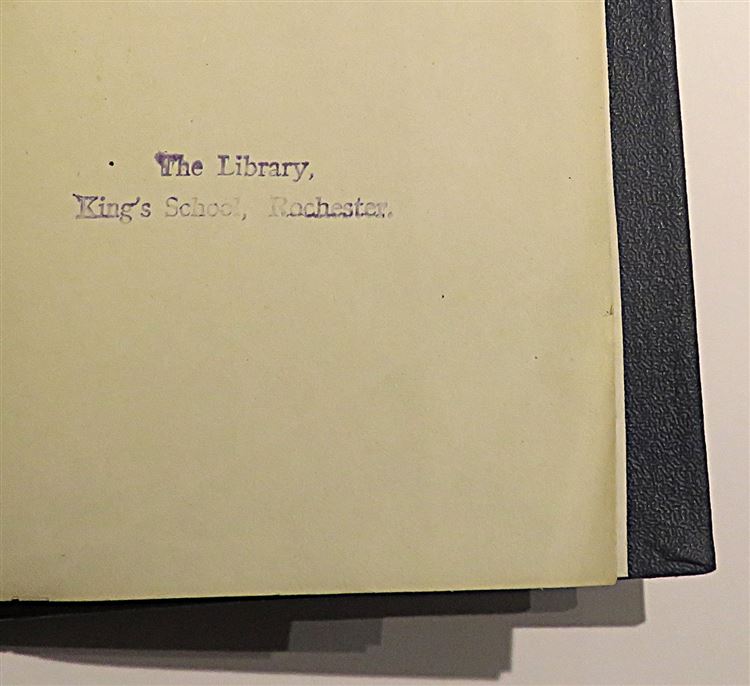 The Library,
King's School, Rochester.